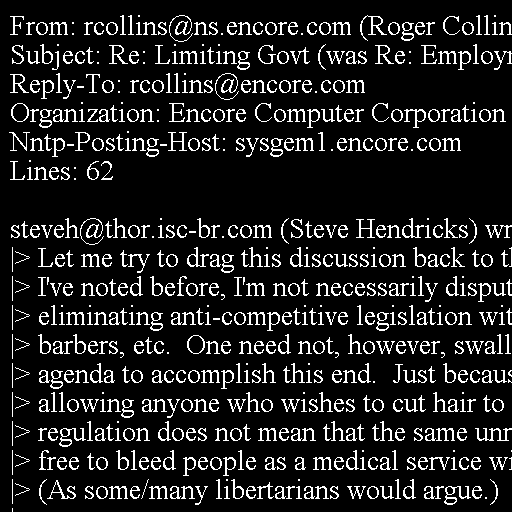 From: rcollins@ns.encore.com (Roger Collin
Subject: Re: Limiting Govt (was Re: Employ
Reply-To: rcollins@encore.com
Organization: Encore Computer Corporation
Nntp-Posting-Host: sysgem1.encore.com
Lines: 62

steveh@thor.isc-br.com (Steve Hendricks) wr
|> Let me try to drag this discussion back to th
|> I've noted before, I'm not necessarily disput
|> eliminating anti-competitive legislation wit
|> barbers, etc.  One need not, however, swall
|> agenda to accomplish this end.  Just becaus
|> allowing anyone who wishes to cut hair to
|> regulation does not mean that the same unr
|> free to bleed people as a medical service wi
|> (As some/many libertarians would argue.)